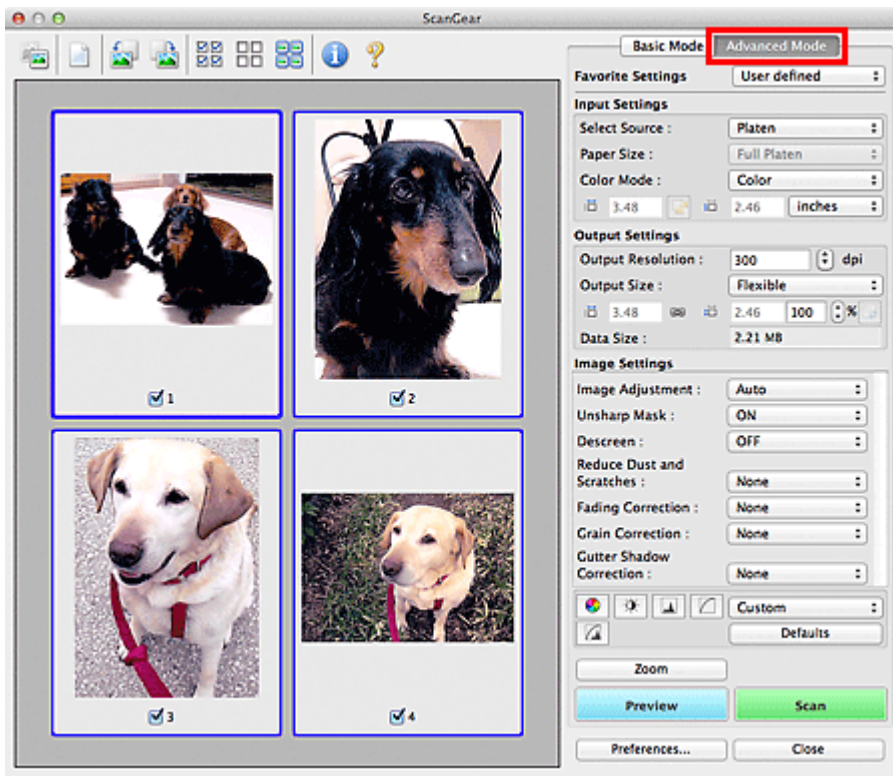 ScanGear
Basic Mode Advanced Mode
Favorite Settings User defined
Input Settings
Select Source : Platen
Paper Size : Full Platen
Color Mode : Color
3.48 2.46 inches
Output Settings
Output Resolution : 300 dpi
Output Size : Flexible
3.48 2.46 100 %
Data Size : 2.21 MB
Image Settings
Image Adjustment : Auto
Unsharp Mask : ON
Descreen : OFF
Reduce Dust and
Scratches : None
Fading Correction : None
Grain Correction : None
Gutter Shadow
Correction : None
Custom
Defaults
Zoom
Preview Scan
Preferences... Close
1
2
3
4